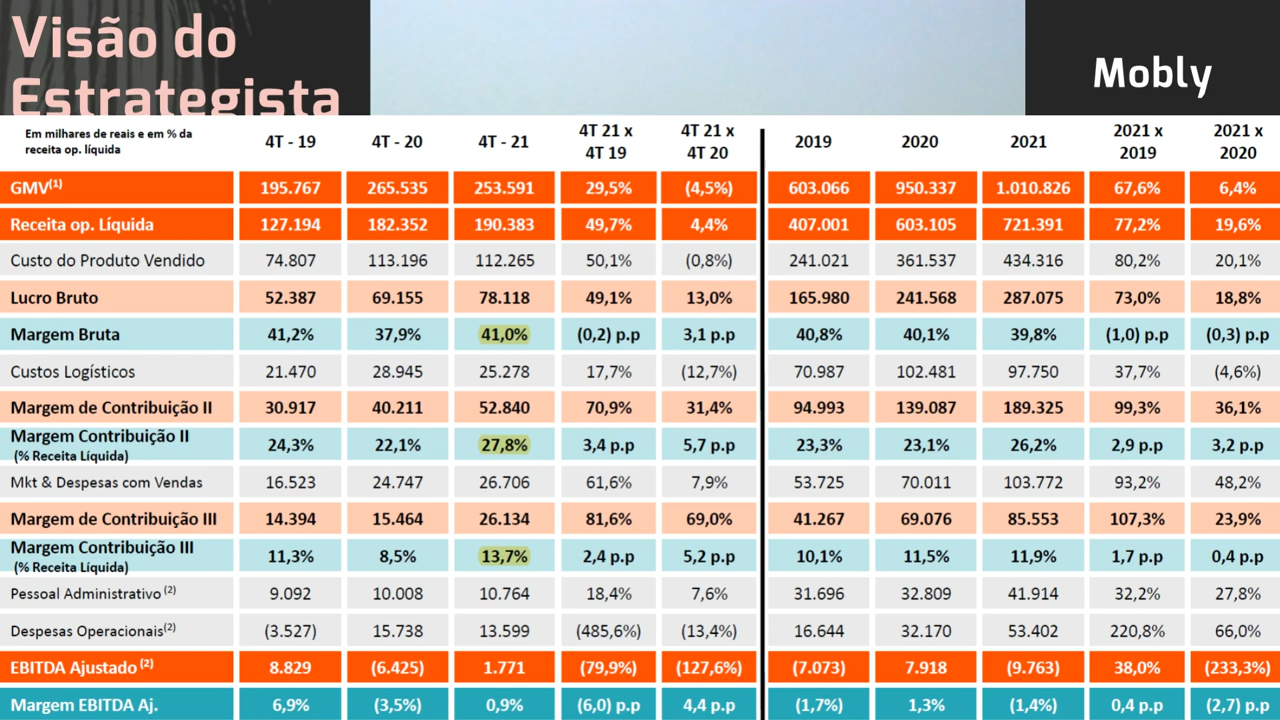 Visão do
Estrategista
Mobly
Em milhares de reais e em % da
receita op. líquida
4T - 19 4T - 20 4T - 21 4T 21 x 4T 19 4T 21 x 4T 20 2019 2020 2021 2021 x 2019 2021 x 2020
GMV(1) 195.767 265.535 253.591 29,5% (4,5%) 603.066 950.337 1.010.826 67,6% 6,4%
Receita op. Líquida 127.194 182.352 190.383 49,7% 4,4% 407.001 603.105 721.391 77,2% 19,6%
Custo do Produto Vendido 74.807 113.196 112.265 50,1% (0,8%) 241.021 361.537 434.316 80,2% 20,1%
Lucro Bruto 52.387 69.155 78.118 49,1% 13,0% 165.980 241.568 287.075 73,0% 18,8%
Margem Bruta 41,2% 37,9% 41,0% (0,2) p.p 3,1 p.p 40,8% 40,1% 39,8% (1,0) p.p (0,3) p.p
Custos Logísticos 21.470 28.945 25.278 17,7% (12,7%) 70.987 102.481 97.750 37,7% (4,6%)
Margem de Contribuição II 30.917 40.211 52.840 70,9% 31,4% 94.993 139.087 189.325 99,3% 36,1%
Margem Contribuição II
(% Receita Líquida) 24,3% 22,1% 27,8% 3,4 p.p 5,7 p.p 23,3% 23,1% 26,2% 2,9 p.p 3,2 p.p
Mkt & Despesas com Vendas 16.523 24.747 26.706 61,6% 7,9% 53.725 70.011 103.772 93,2% 48,2%
Margem de Contribuição III 14.394 15.464 26.134 81,6% 69,0% 41.267 69.076 85.553 107,3% 23,9%
Margem Contribuição III
(% Receita Líquida) 11,3% 8,5% 13,7% 2,4 p.p 5,2 p.p 10,1% 11,5% 11,9% 1,7 p.p 0,4 p.p
Pessoal Administrativo (2) 9.092 10.008 10.764 18,4% 7,6% 31.696 32.809 41.914 32,2% 27,8%
Despesas Operacionais(2) (3.527) 15.738 13.599 (485,6%) (13,4%) 16.644 32.170 53.402 220,8% 66,0%
EBITDA Ajustado (2) 8.829 (6.425) 1.771 (79,9%) (127,6%) (7.073) 7.918 (9.763) 38,0% (233,3%)
Margem EBITDA Aj. 6,9% (3,5%) 0,9% (6,0) p.p 4,4 p.p (1,7%) 1,3% (1,4%) 0,4 p.p (2,7) p.p